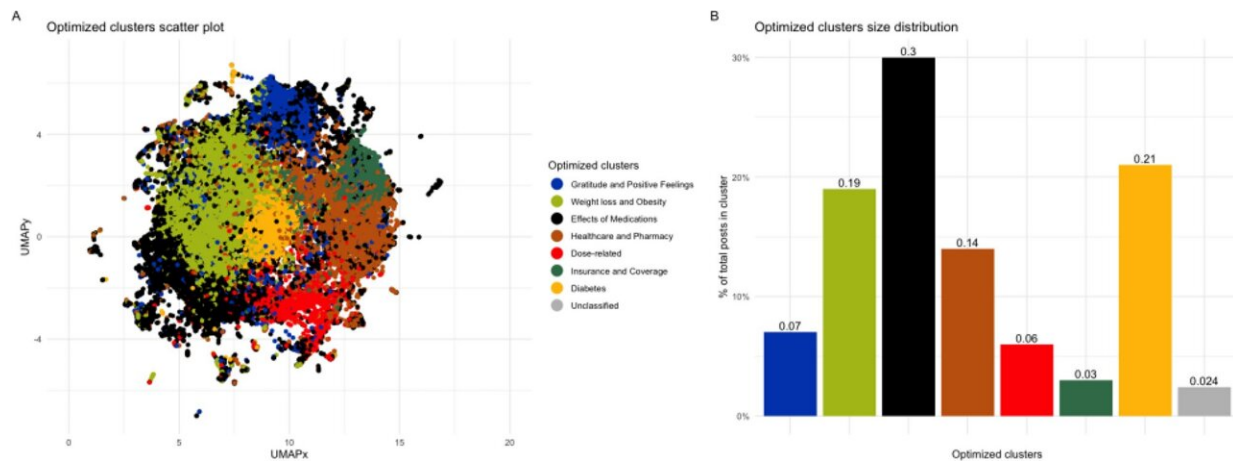 A
Optimized clusters scatter plot
4
0
-4
UMAPy
0
5
10
15
20
UMAPx
Optimized clusters
Gratitude and Positive Feelings
Weight loss and Obesity
Effects of Medications
Healthcare and Pharmacy
Dose-related
Insurance and Coverage
Diabetes
Unclassified
B
Optimized clusters size distribution
30%
20%
10%
0%
% of total posts in cluster
0.07
0.19
0.3
0.14
0.06
0.03
0.21
0.024
Optimized clusters